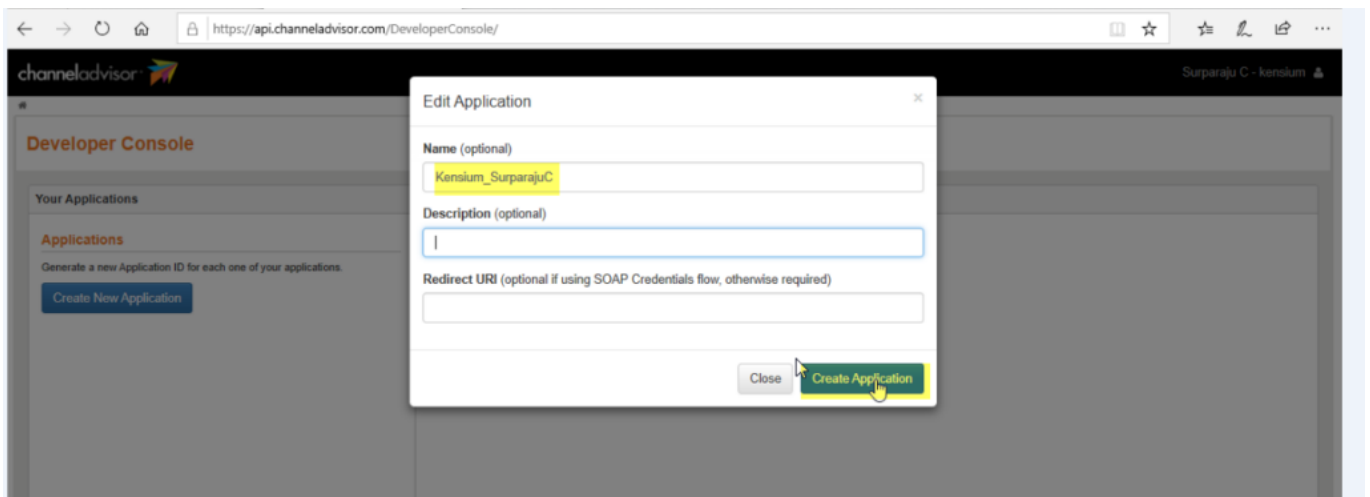 https://api.channeladvisor.com/DeveloperConsole/
channeladvisor
Surparaju C - kensium
Developer Console
Your Applications
Applications
Generate a new Application ID for each one of your applications.
Create New Application
Edit Application
×
Name (optional)
Kensium_SurparajuC
Description (optional)
Redirect URI (optional if using SOAP Credentials flow, otherwise required)
Close
Create Application